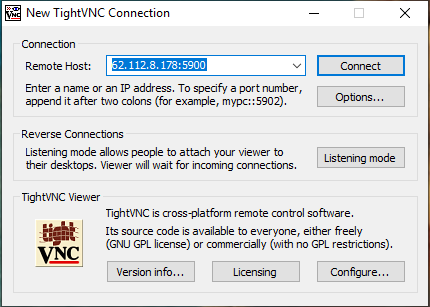 New TightVNC Connection
Connection
Remote Host: 62.112.8.178:5900 Connect
Enter a name or an IP address. To specify a port number,
append it after two colons (for example, mypc::5902).
Options...
Reverse Connections
Listening mode allows people to attach your viewer to
their desktops. Viewer will wait for incoming connections.
Listening mode
TightVNC Viewer
tight
VNC
TightVNC is cross-platform remote control software.
Its source code is available to everyone, either freely
(GNU GPL license) or commercially (with no GPL restrictions).
Version info... Licensing Configure...